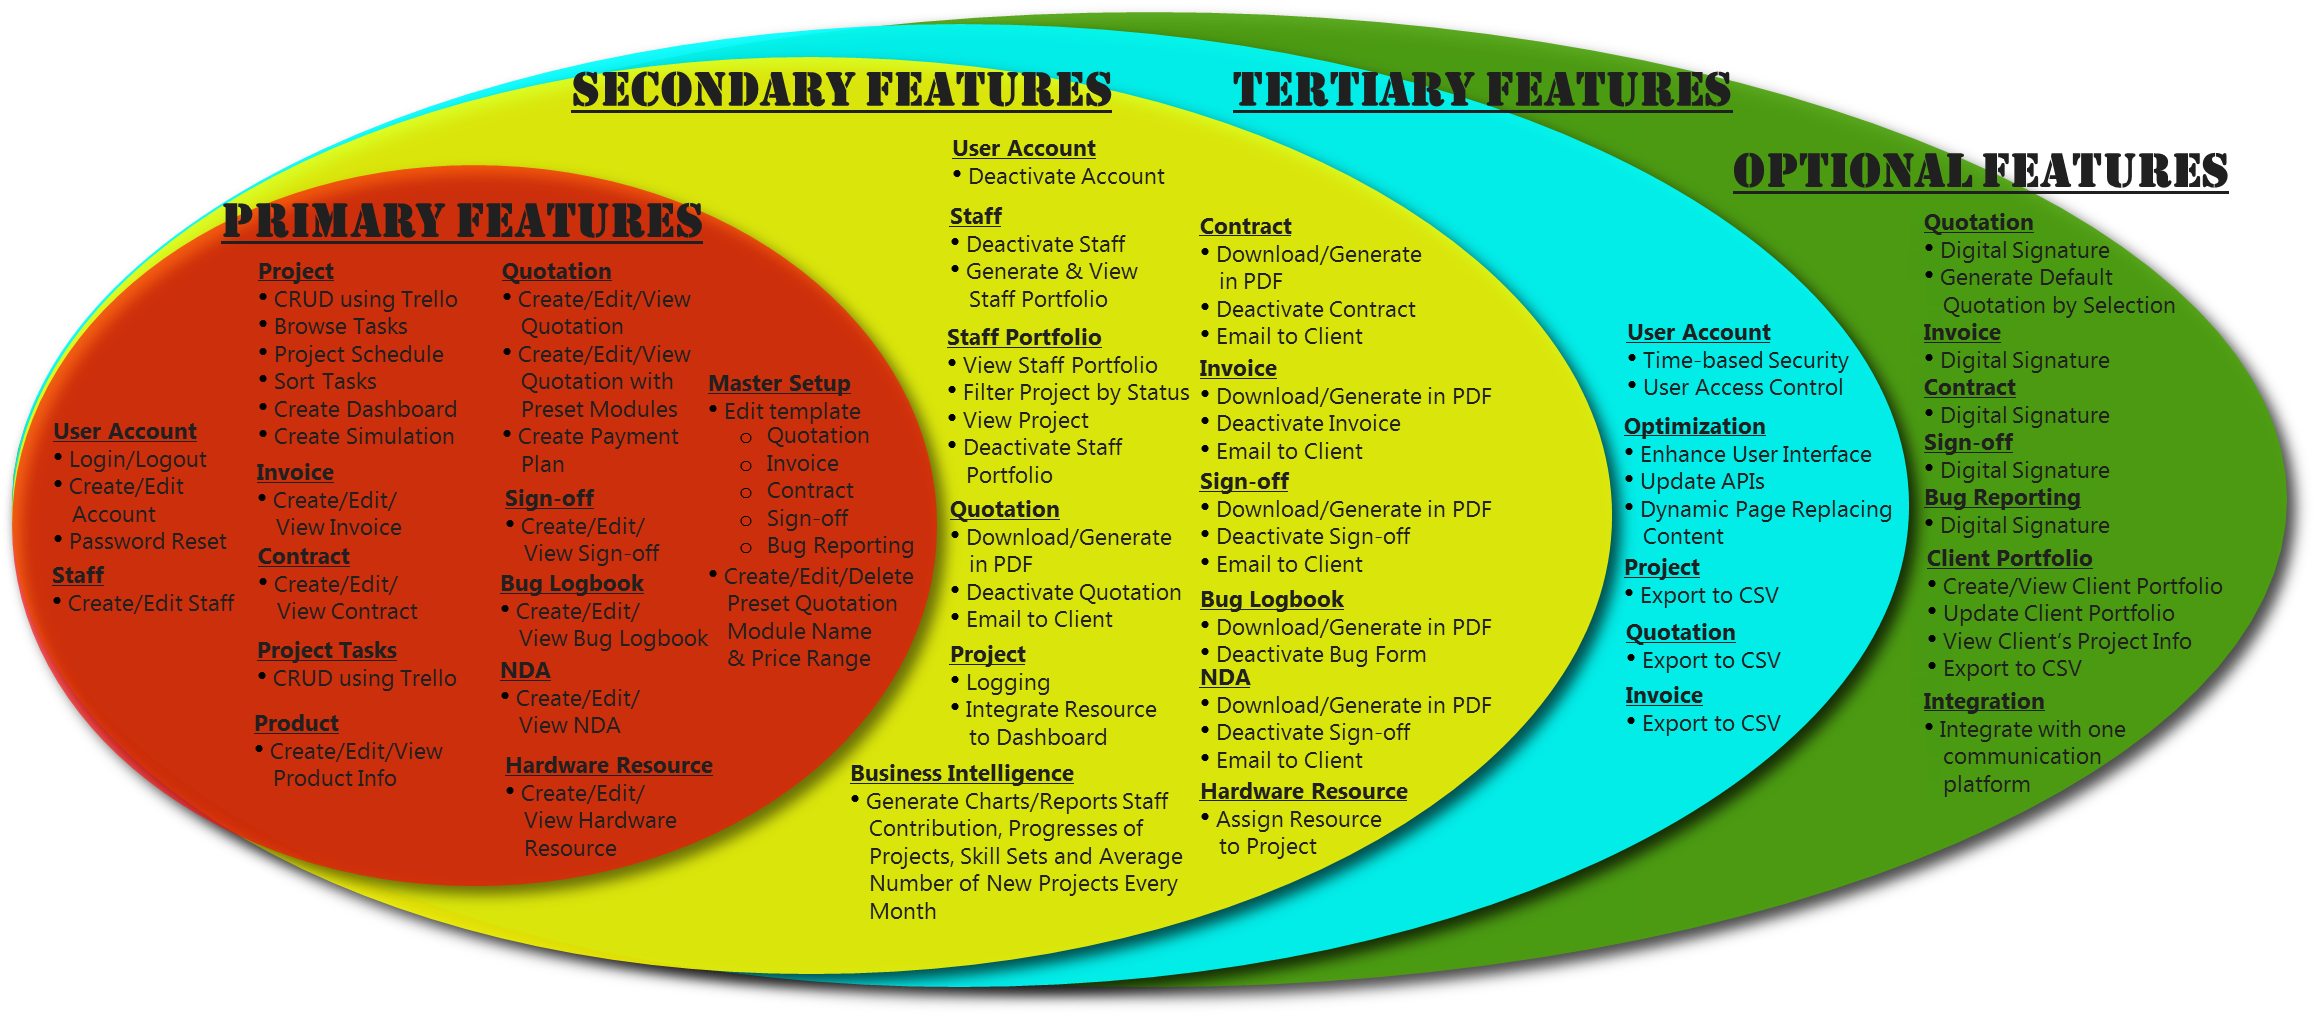 PRIMARY FEATURES
User Account
• Login/Logout
• Create/Edit
Account
• Password Reset
Staff
• Create/Edit Staff
Project
• CRUD using Trello
• Browse Tasks
• Project Schedule
• Sort Tasks
• Create Dashboard
• Create Simulation
Invoice
• Create/Edit/
View Invoice
Contract
• Create/Edit/
View Contract
Project Tasks
• CRUD using Trello
Product
• Create/Edit/View
Product Info
Quotation
• Create/Edit/View
Quotation
• Create/Edit/View
Quotation with
Preset Modules
• Create Payment
Plan
Sign-off
• Create/Edit/
View Sign-off
Bug Logbook
• Create/Edit/
View Bug Logbook
NDA
• Create/Edit/
View NDA
Hardware Resource
• Create/Edit/
View Hardware
Resource
Master Setup
• Edit template
o Quotation
o Invoice
o Contract
o Sign-off
o Bug Reporting
• Create/Edit/Delete
Preset Quotation
Module Name
& Price Range
SECONDARY FEATURES
User Account
• Deactivate Account
Staff
• Deactivate Staff
• Generate & View
Staff Portfolio
Staff Portfolio
• View Staff Portfolio
• Filter Project by Status
• View Project
• Deactivate Staff
Portfolio
Quotation
• Download/Generate
in PDF
• Deactivate Quotation
• Email to Client
Project
• Logging
• Integrate Resource
to Dashboard
Business Intelligence
• Generate Charts/Reports Staff
Contribution, Progresses of
Projects, Skill Sets and Average
Number of New Projects Every
Month
Contract
• Download/Generate
in PDF
• Deactivate Contract
• Email to Client
Invoice
• Download/Generate in PDF
• Deactivate Invoice
• Email to Client
Sign-off
• Download/Generate in PDF
• Deactivate Sign-off
• Email to Client
Bug Logbook
• Download/Generate in PDF
• Deactivate Bug Form
NDA
• Download/Generate in PDF
• Deactivate Sign-off
• Email to Client
Hardware Resource
• Assign Resource
to Project
TERTIARY FEATURES
User Account
• Time-based Security
• User Access Control
Optimization
• Enhance User Interface
• Update APIs
• Dynamic Page Replacing
Content
Project
• Export to CSV
Quotation
• Export to CSV
Invoice
• Export to CSV
OPTIONAL FEATURES
Quotation
• Digital Signature
• Generate Default
Quotation by Selection
Invoice
• Digital Signature
Contract
• Digital Signature
Sign-off
• Digital Signature
Bug Reporting
• Digital Signature
Client Portfolio
• Create/View Client Portfolio
• Update Client Portfolio
• View Client's Project Info
• Export to CSV
Integration
• Integrate with one
communication
platform